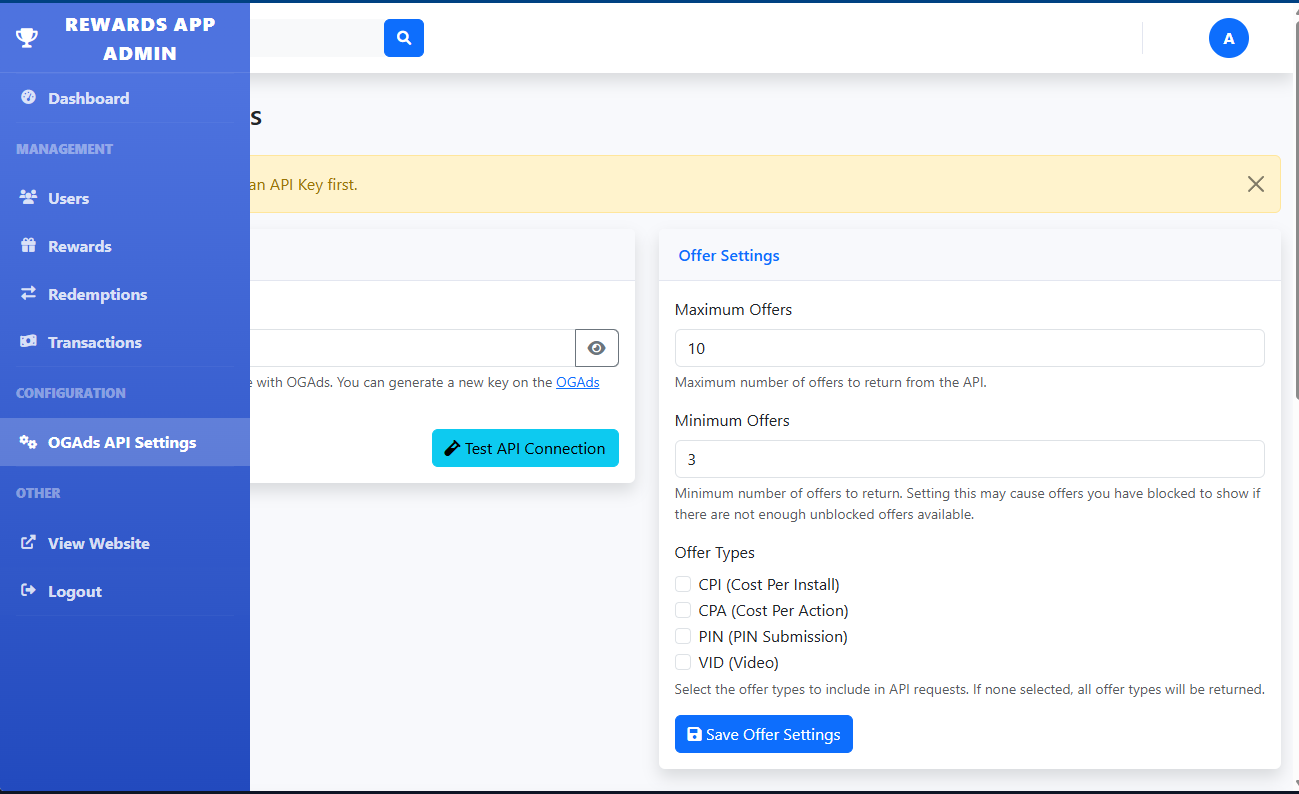 REWARDS APP
ADMIN
A
Dashboard
MANAGEMENT
Users
Rewards
Redemptions
Transactions
CONFIGURATION
OGAds API Settings
OTHER
View Website
Logout
s
an API Key first.
with OGAds. You can generate a new key on the OGAds
Test API Connection
Offer Settings
Maximum Offers
10
Maximum number of offers to return from the API.
Minimum Offers
3
Minimum number of offers to return. Setting this may cause offers you have blocked to show if
there are not enough unblocked offers available.
Offer Types
CPI (Cost Per Install)
CPA (Cost Per Action)
PIN (PIN Submission)
VID (Video)
Select the offer types to include in API requests. If none selected, all offer types will be returned.
Save Offer Settings